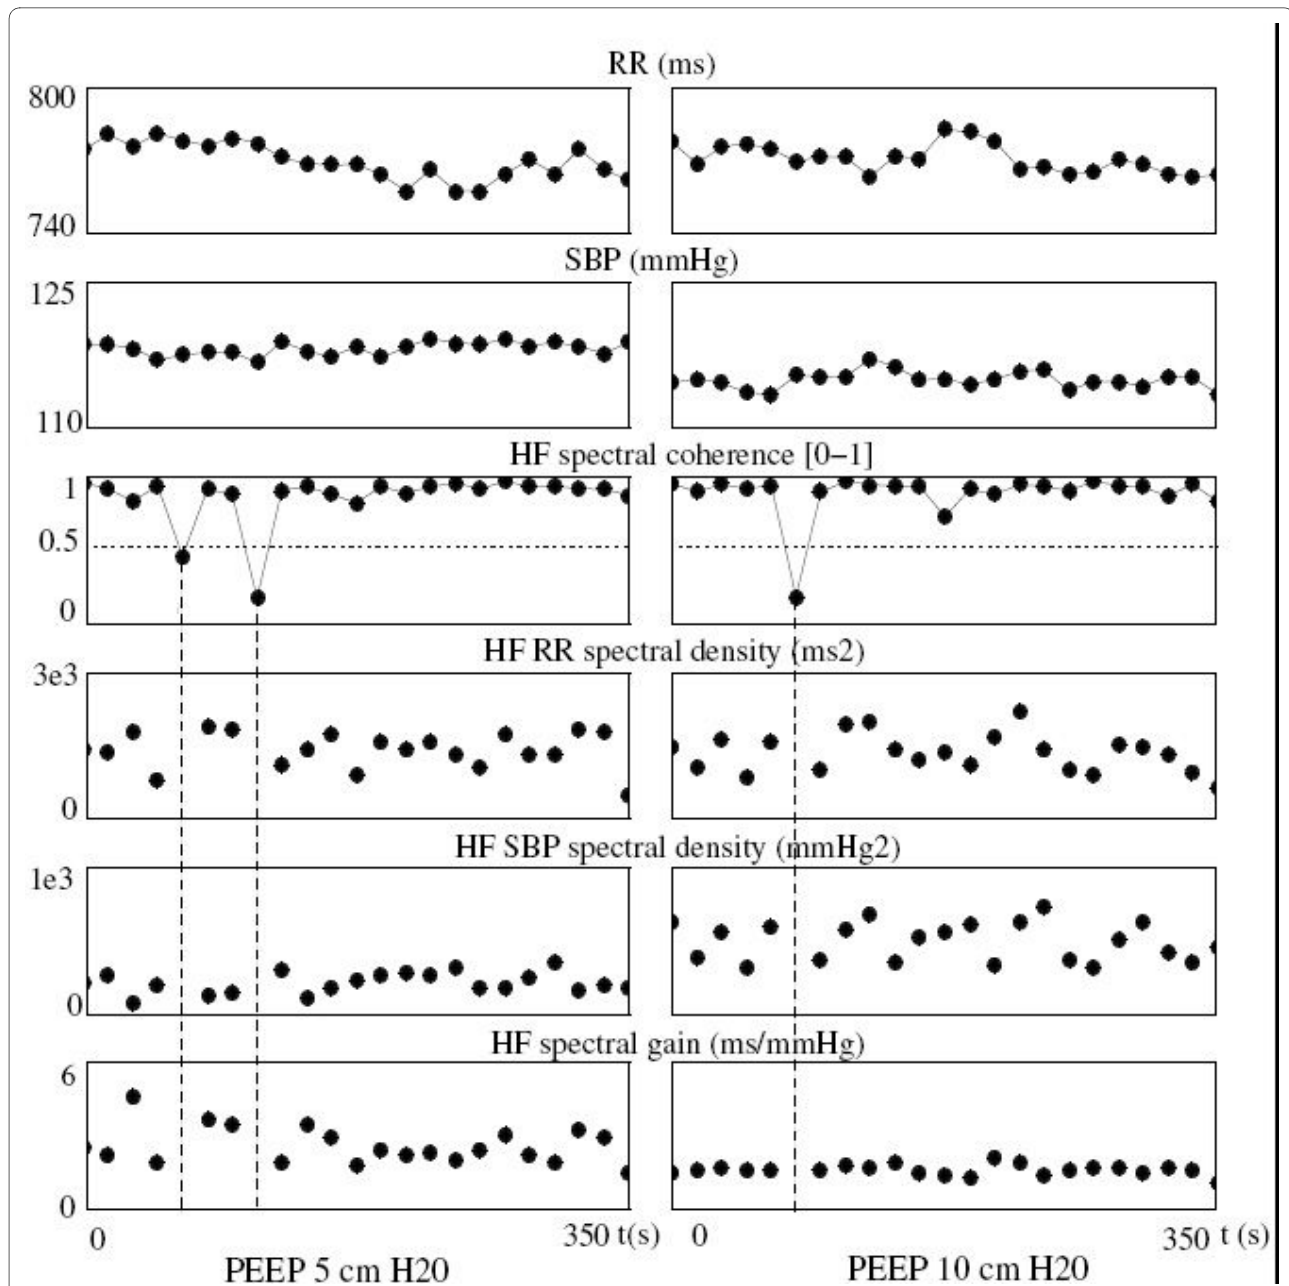 RR (ms)
800
740
SBP (mmHg)
125
110
HF spectral coherence [0–1]
1
0.5
0
HF RR spectral density (ms2)
3e3
0
HF SBP spectral density (mmHg2)
1e3
0
HF spectral gain (ms/mmHg)
6
0
0 350 t(s) 0 350 t (s)
PEEP 5 cm H20 PEEP 10 cm H20